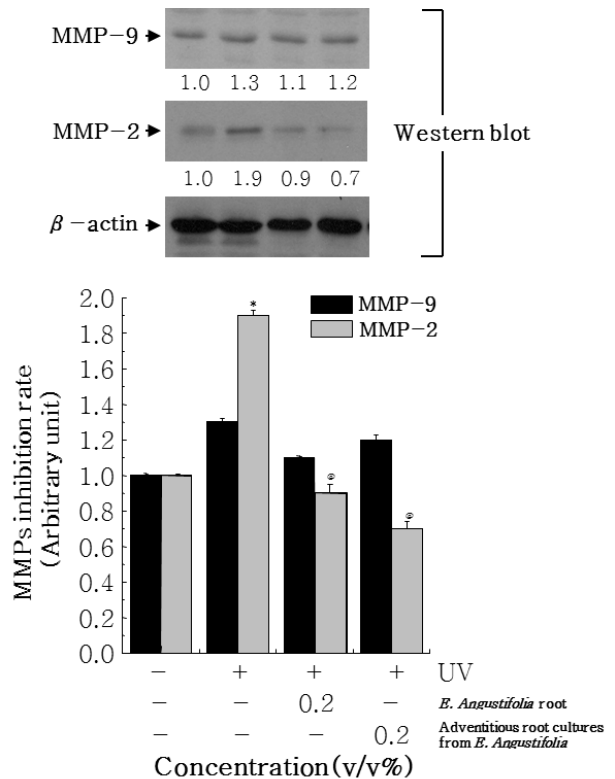 MMP-9
1.0 1.3 1.1 1.2
MMP-2
Western blot
1.0 1.9 0.9 0.7
β-actin
MMPs inhibition rate
(Arbitrary unit)
2.0
1.8
1.6
1.4
1.2
1.0
0.8
0.6
0.4
0.2
0.0
MMP-9
MMP-2
*
@
@
− + + + UV
− − 0.2 − E. Angustifolia root
− − − 0.2 Adventitious root cultures
from E. Angustifolia
Concentration(v/v%)